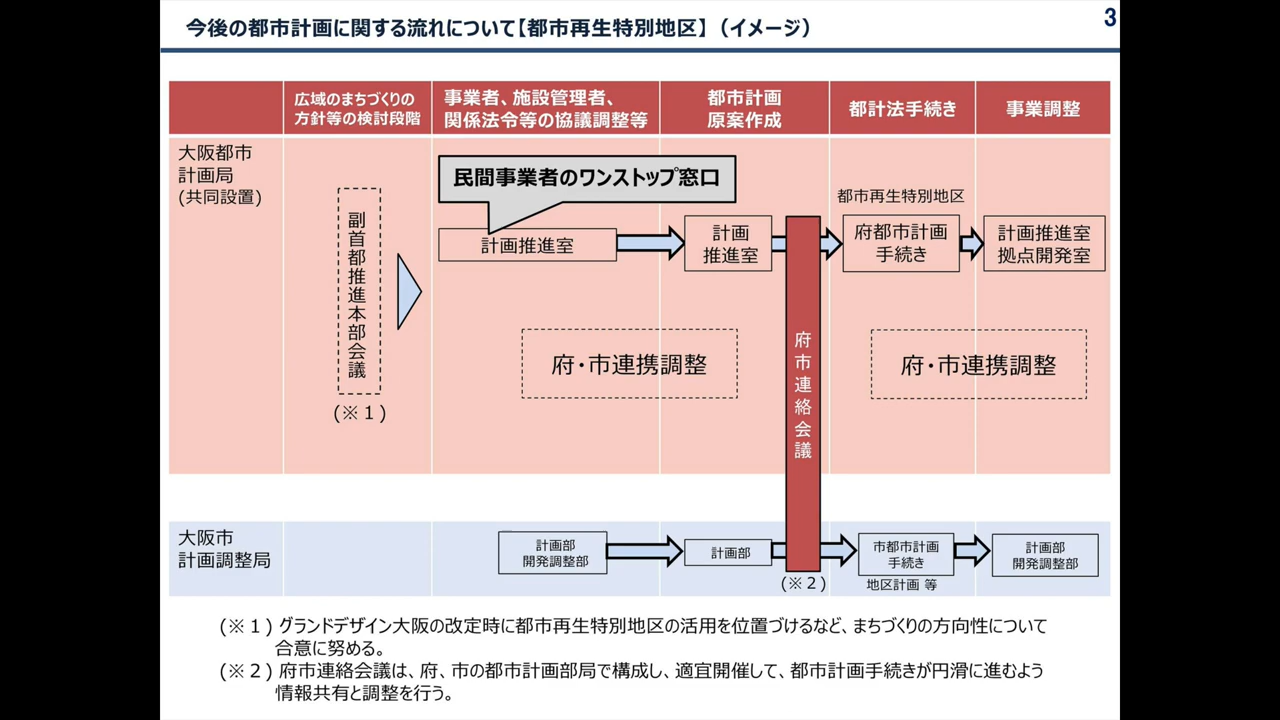 今後の都市計画に関する流れについて【都市再生特別地区】（イメージ）
3
広域のまちづくりの
方針等の検討段階
事業者、施設管理者、
関係法令等の協議調整等
都市計画
原案作成
都計法手続き
事業調整
大阪都市
計画局
(共同設置)
副首都推進本部会議
(※１)
民間事業者のワンストップ窓口
計画推進室
計画
推進室
都市再生特別地区
府都市計画
手続き
計画推進室
拠点開発室
府・市連携調整
府市連絡会議
府・市連携調整
大阪市
計画調整局
計画部
開発調整部
計画部
(※２)
市都市計画
手続き
地区計画 等
計画部
開発調整部
(※１) グランドデザイン大阪の改定時に都市再生特別地区の活用を位置づけるなど、まちづくりの方向性について
合意に努める。
(※２) 府市連絡会議は、府、市の都市計画部局で構成し、適宜開催して、都市計画手続きが円滑に進むよう
情報共有と調整を行う。